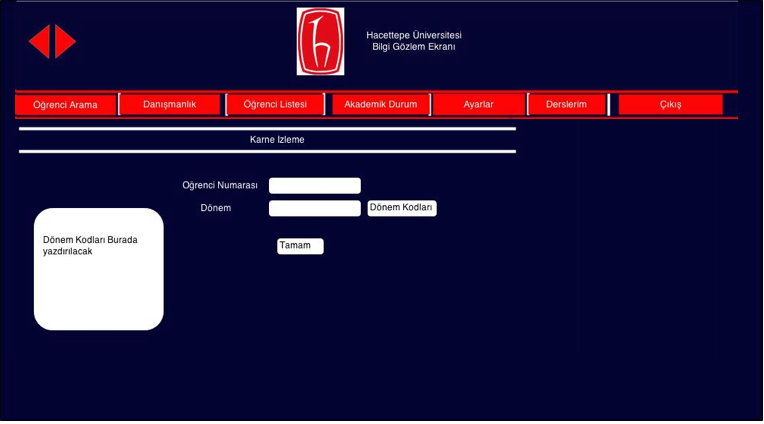 Hacettepe Üniversitesi
Bilgi Gözlem Ekranı
Öğrenci Arama Danışmanlık Öğrenci Listesi Akademik Durum Ayarlar Derslerim Çıkış
Karne Izleme
Öğrenci Numarası
Dönem Dönem Kodları
Tamam
Dönem Kodları Burada
yazdırılacak